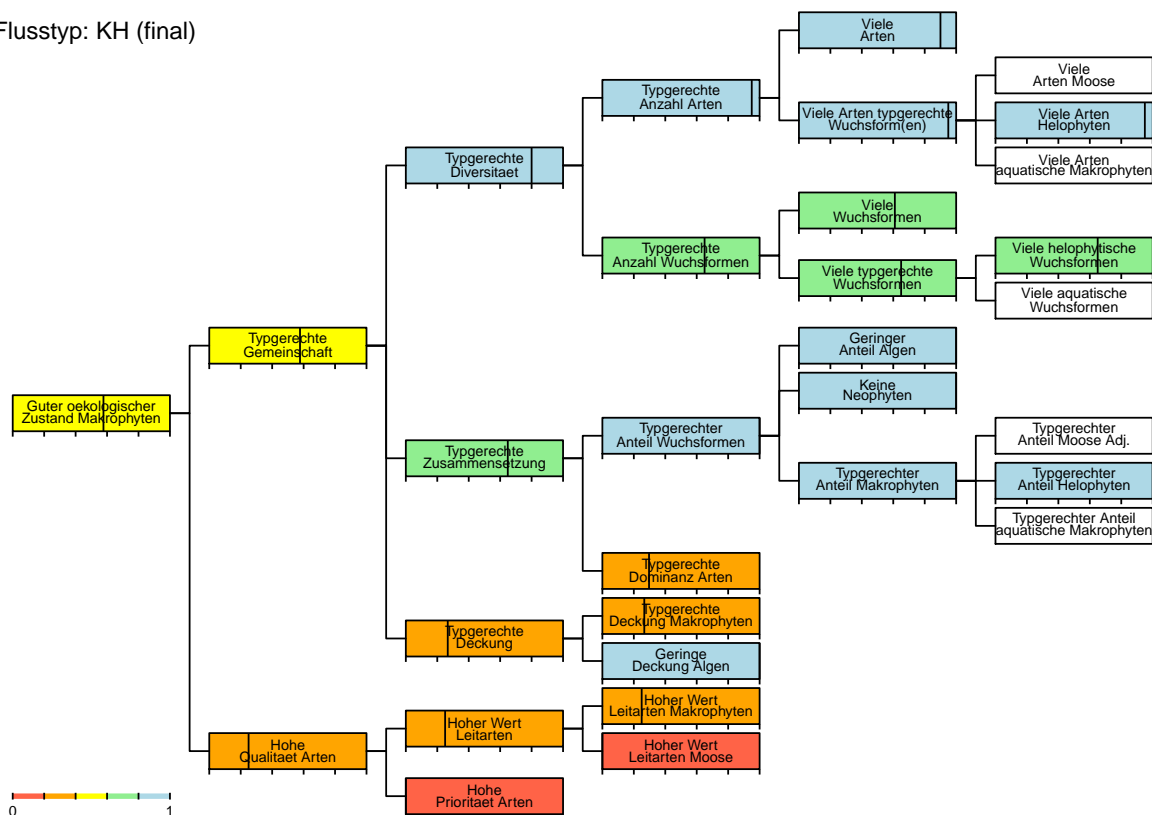 Flusstyp: KH (final)
Viele
Arten
Viele
Arten Moose
Typgerechte
Anzahl Arten
Viele Arten typgerechte
Wuchsform(en)
Viele Arten
Helophyten
Typgerechte
Diversitaet
Viele Arten
aquatische Makrophyten
Viele
Wuchsformen
Typgerechte
Anzahl Wuchsformen
Viele helophytische
Wuchsformen
Viele typgerechte
Wuchsformen
Viele aquatische
Wuchsformen
Typgerechte
Gemeinschaft
Geringer
Anteil Algen
Guter oekologischer
Zustand Makrophyten
Keine
Neophyten
Typgerechter
Anteil Wuchsformen
Typgerechter
Anteil Moose Adj.
Typgerechte
Zusammensetzung
Typgerechter
Anteil Makrophyten
Typgerechter
Anteil Helophyten
Typgerechter Anteil
aquatische Makrophyten
Typgerechte
Dominanz Arten
Typgerechte
Deckung Makrophyten
Typgerechte
Deckung
Geringe
Deckung Algen
Hoher Wert
Leitarten Makrophyten
Hoher Wert
Leitarten
Hohe
Qualitaet Arten
Hoher Wert
Leitarten Moose
Hohe
Prioritaet Arten
0 1